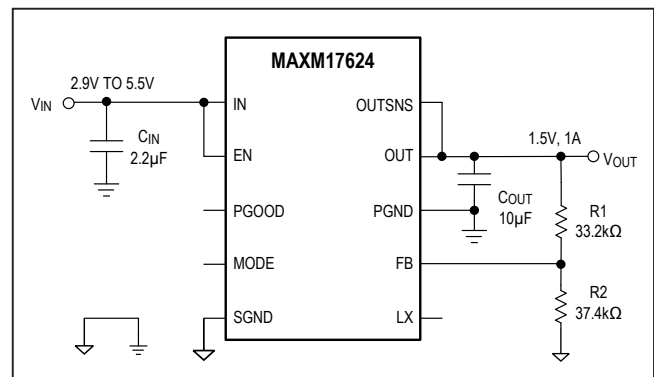 MAXM17624
2.9V TO 5.5V
VIN
IN
OUTSNS
CIN
2.2µF
EN
OUT
1.5V, 1A
VOUT
COUT
10µF
PGOOD
PGND
R1
33.2kΩ
MODE
FB
R2
37.4kΩ
SGND
LX